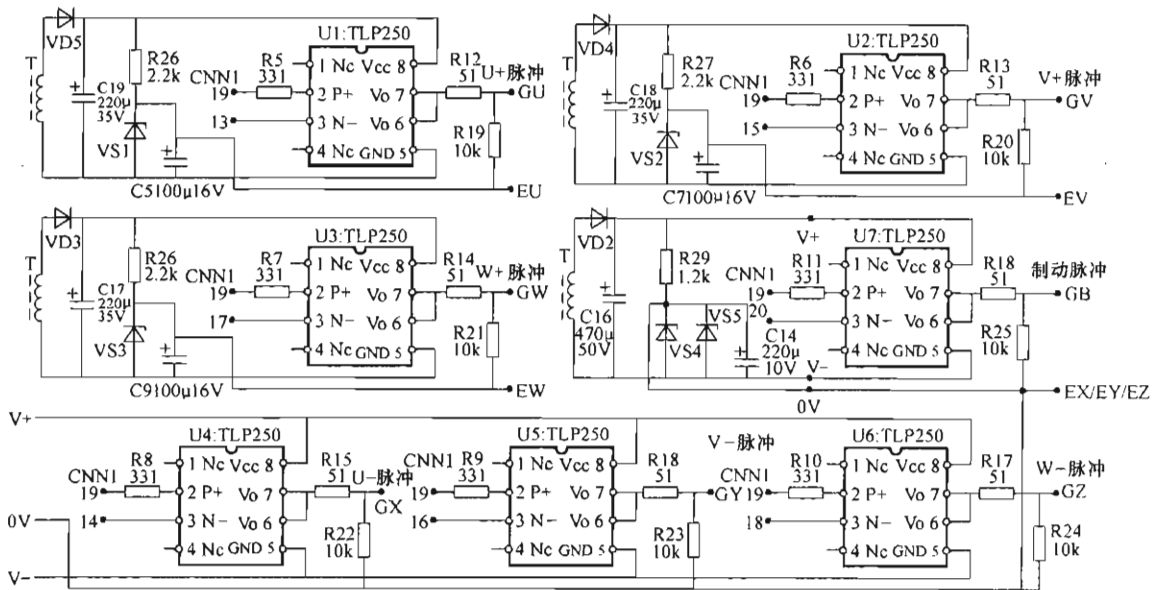 U1:TLP250
VD5
T
R26
2.2k
C19
220μ
35V
VS1
C5100μ16V
CNN1
19
13
R5
331
1 Nc Vcc 8
2 P+ Vo 7
3 N- Vo 6
4 Nc GND 5
R12
51
U+脉冲
GU
R19
10k
EU
U2:TLP250
VD4
T
R27
2.2k
C18
220μ
35V
VS2
C7100μ16V
CNN1
19
15
R6
331
1 Nc Vcc 8
2 P+ Vo 7
3 N- Vo 6
4 Nc GND 5
R13
51
V+脉冲
GV
R20
10k
EV
U3:TLP250
VD3
T
R26
2.2k
C17
220μ
35V
VS3
C9100μ16V
CNN1
19
17
R7
331
1 Nc Vcc 8
2 P+ Vo 7
3 N- Vo 6
4 Nc GND 5
R14
51
W+脉冲
GW
R21
10k
EW
U7:TLP250
VD2
T
V+
R29
1.2k
C16
470μ
50V
VS4
VS5
C14
220μ
10V
V-
0V
CNN1
19
20
R11
331
1 Nc Vcc 8
2 P+ Vo 7
3 N- Vo 6
4 Nc GND 5
R18
51
制动脉冲
GB
R25
10k
EX/EY/EZ
V+
0V
V-
U4:TLP250
CNN1
19
14
R8
331
1 Nc Vcc 8
2 P+ Vo 7
3 N- Vo 6
4 Nc GND 5
R15
51
U-脉冲
GX
R22
10k
U5:TLP250
CNN1
19
16
R9
331
1 Nc Vcc 8
2 P+ Vo 7
3 N- Vo 6
4 Nc GND 5
R18
51
V-脉冲
GY
R23
10k
U6:TLP250
CNN1
19
18
R10
331
1 Nc Vcc 8
2 P+ Vo 7
3 N- Vo 6
4 Nc GND 5
R17
51
W-脉冲
GZ
R24
10k